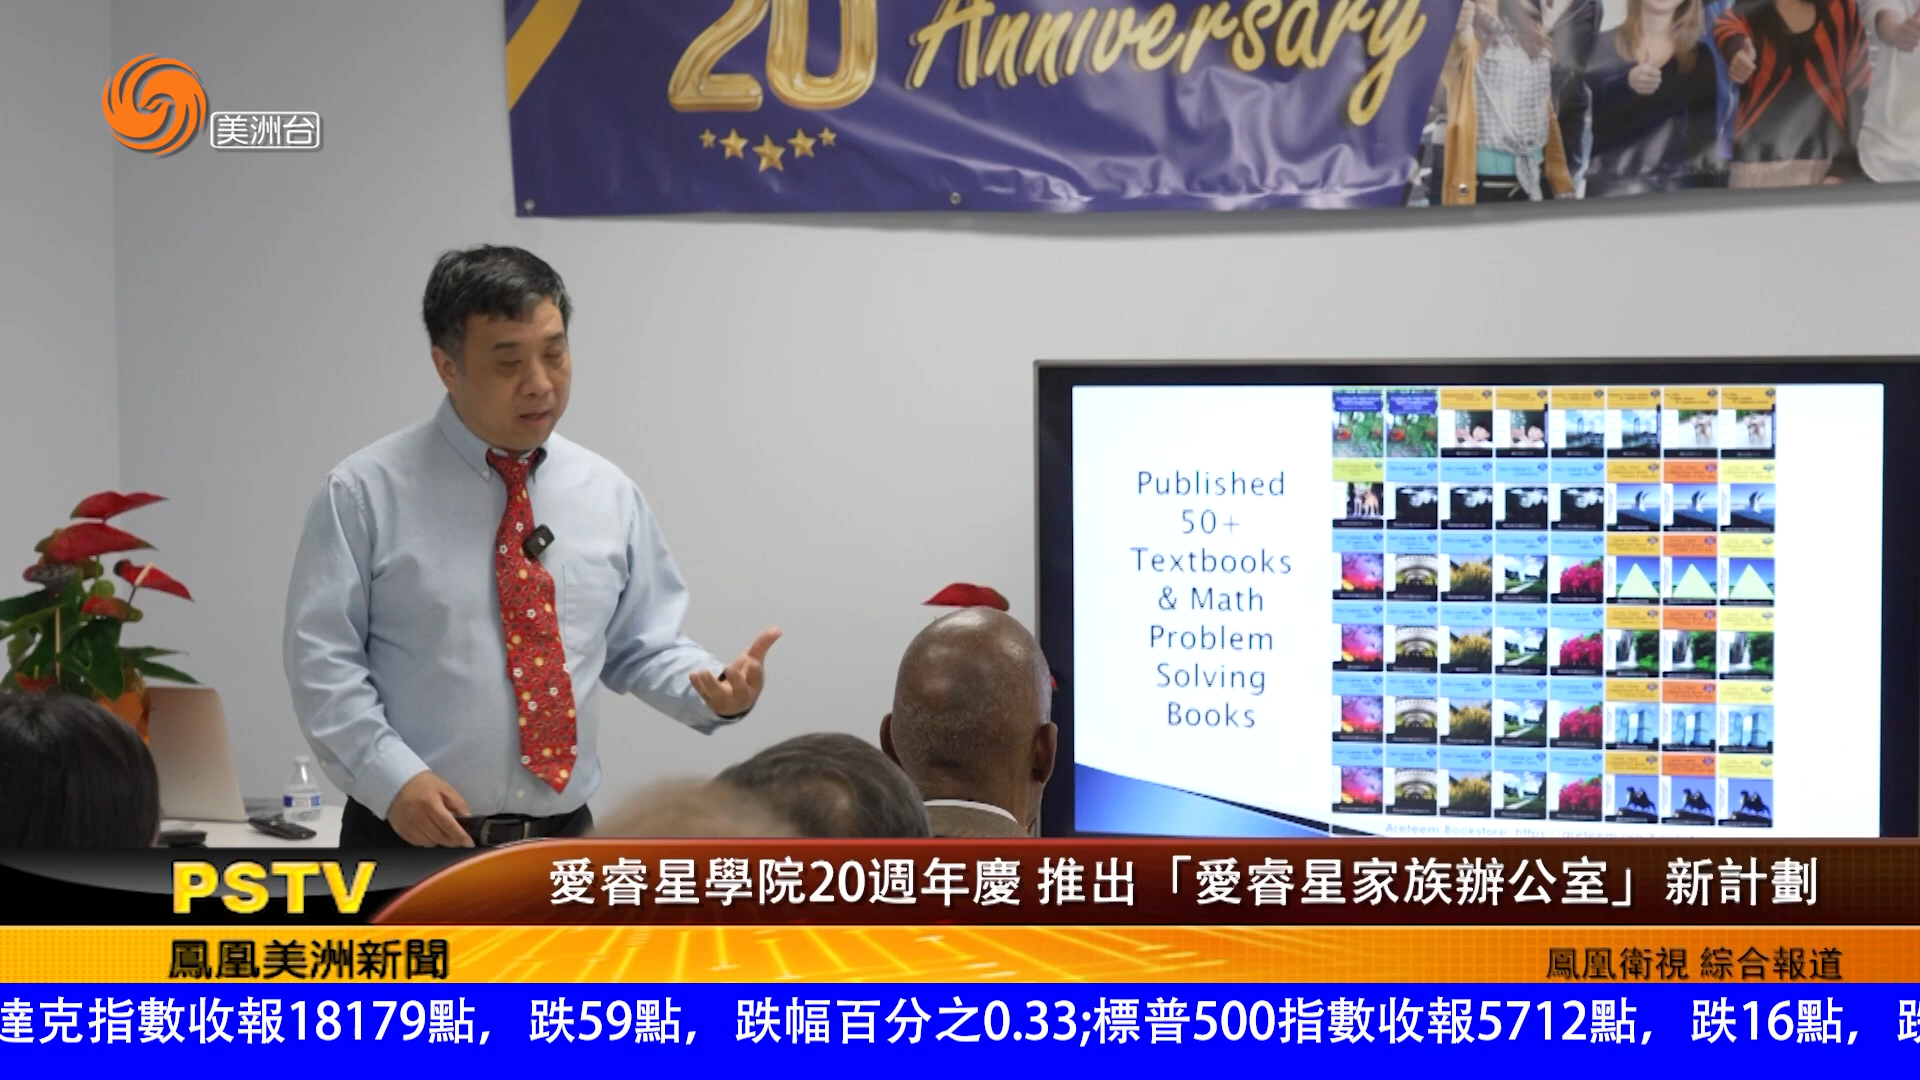 20 Anniversary
美洲台
Published
50+
Textbooks
& Math
Problem
Solving
Books
Areteem Bookstore
PSTV
愛睿星學院20週年慶 推出「愛睿星家族辦公室」新計劃
鳳凰美洲新聞
鳳凰衛視 綜合報道
達克指數收報18179點，跌59點，跌幅百分之0.33;標普500指數收報5712點，跌16點，跌